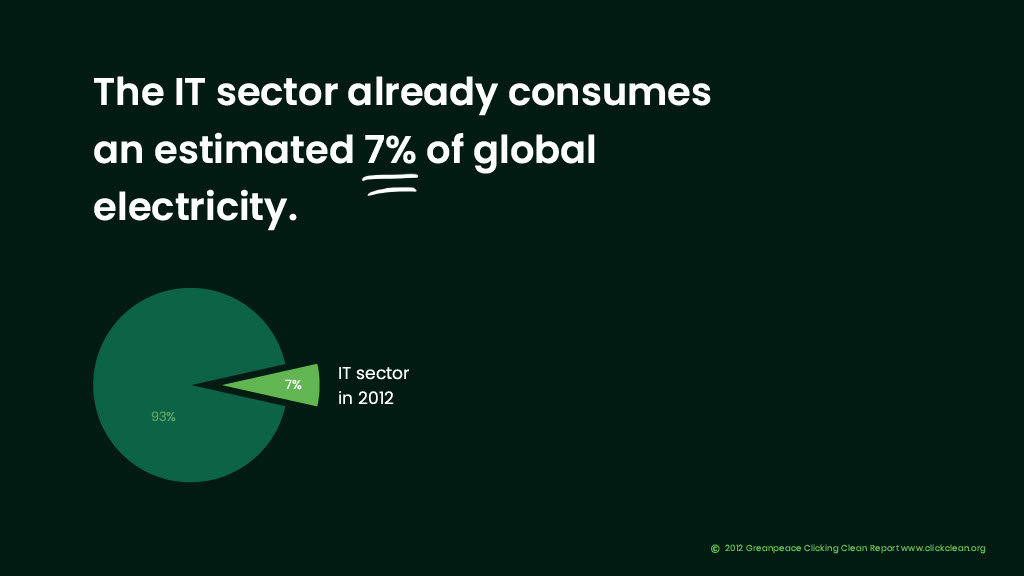 The IT sector already consumes
an estimated 7% of global
electricity.
7%
IT sector
in 2012
93%
© 2012 Greanpeace Clicking Clean Report www.clickclean.org